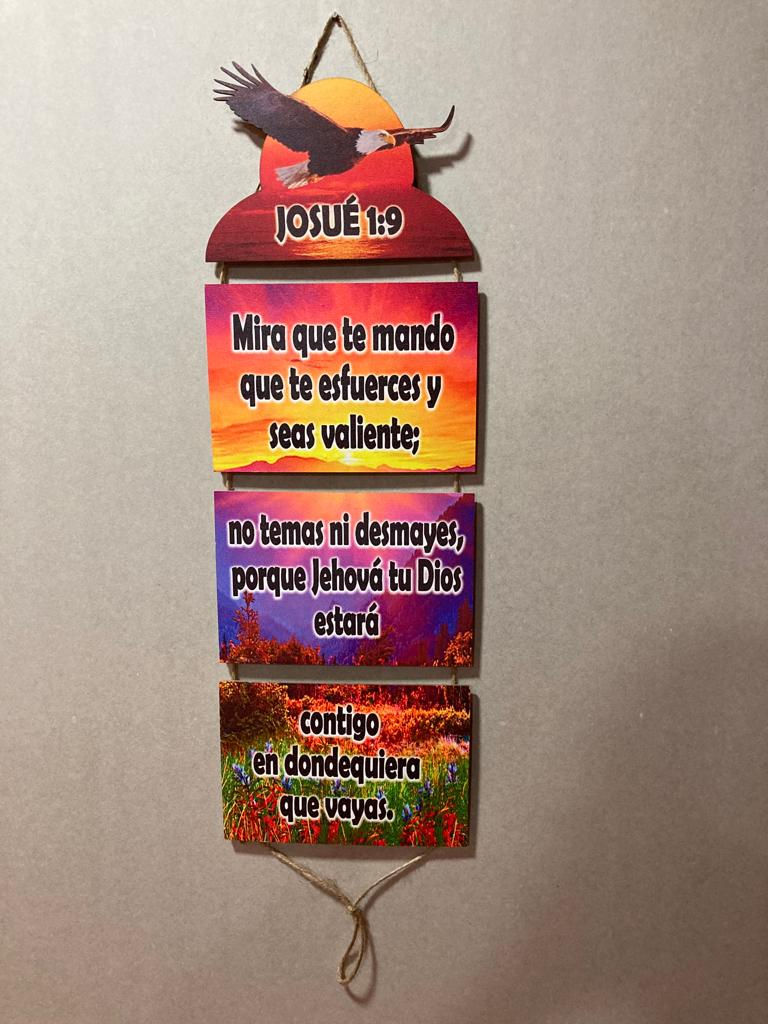 JOSUÉ 1:9
Mira que te mando
que te esfuerces y
seas valiente;
no temas ni desmayes,
porque Jehová tu Dios
estará
contigo
en dondequiera
que vayas.